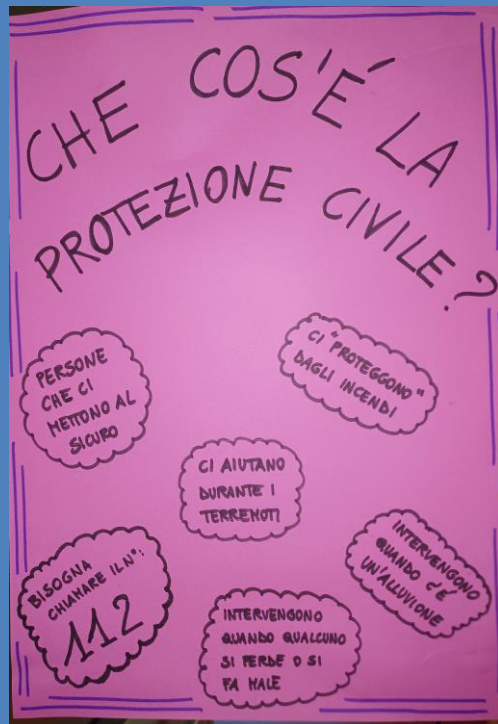 CHE COS'É LA
PROTEZIONE CIVILE?
PERSONE
CHE CI
METTONO AL
SICURO
CI "PROTEGGONO"
DAGLI INCENDI
CI AIUTANO
DURANTE I
TERREMOTI
BISOGNA
CHIAMARE IL N°:
112
INTERVENGONO
QUANDO QUALCUNO
SI PERDE O SI
FA MALE
INTERVENGONO
QUANDO C'É
UN'ALLUVIONE